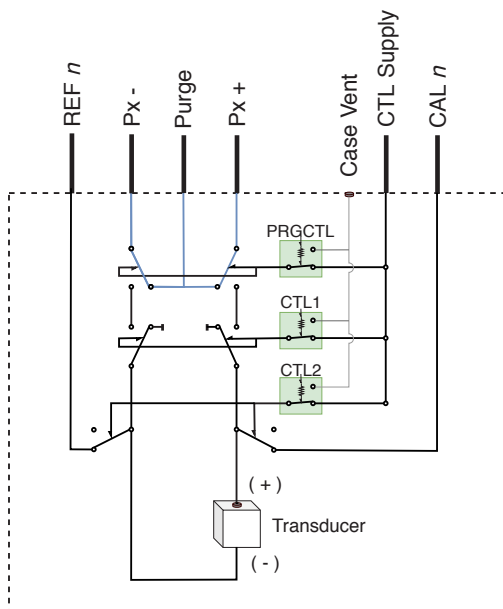 REF n
Px -
Purge
Px +
Case Vent
CTL Supply
CAL n
PRGCTL
CTL1
CTL2
(+)
Transducer
(-)